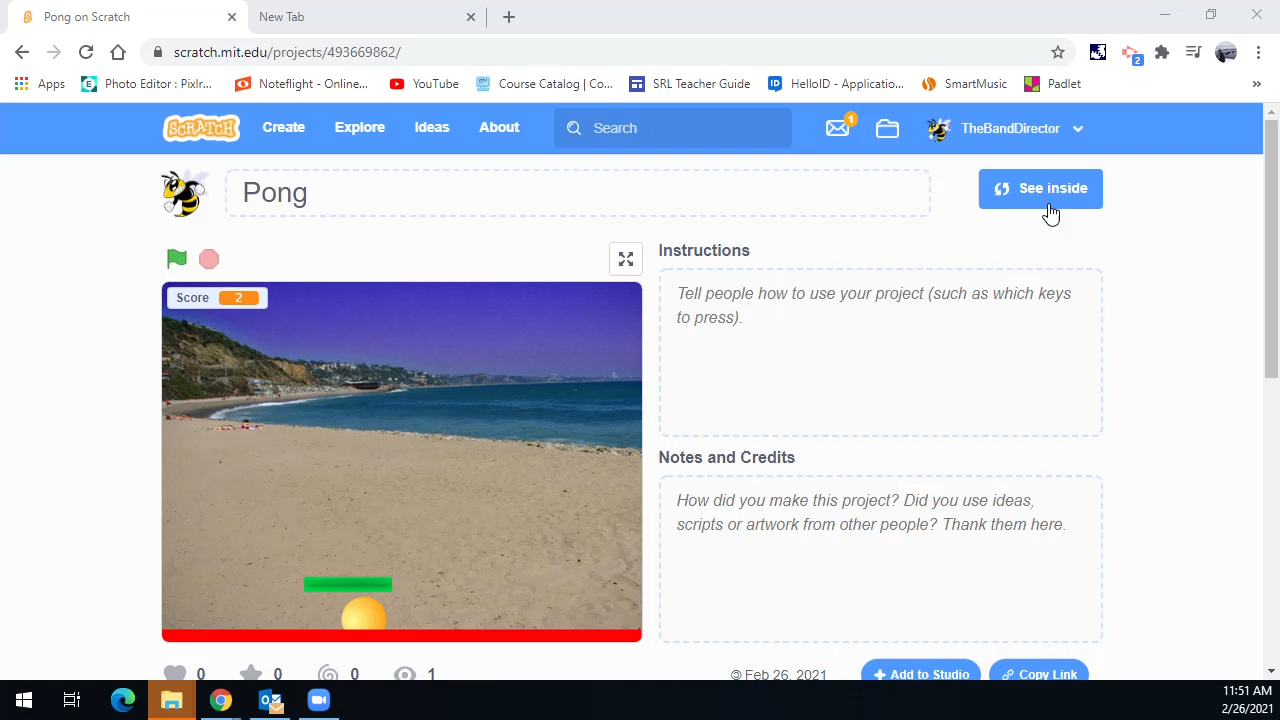 Pong on Scratch
New Tab
scratch.mit.edu/projects/493669862/
2
Apps
Photo Editor : Pixlr...
Noteflight - Online...
YouTube
Course Catalog | Co...
SRL Teacher Guide
HelloID - Applicatio...
SmartMusic
Padlet
»
SCRATCH
Create
Explore
Ideas
About
Search
1
TheBandDirector
Pong
See inside
Instructions
Tell people how to use your project (such as which keys
to press).
Score 2
Notes and Credits
How did you make this project? Did you use ideas,
scripts or artwork from other people? Thank them here.
0
0
0
1
© Feb 26, 2021
Add to Studio
Copy Link
11:51 AM
2/26/2021